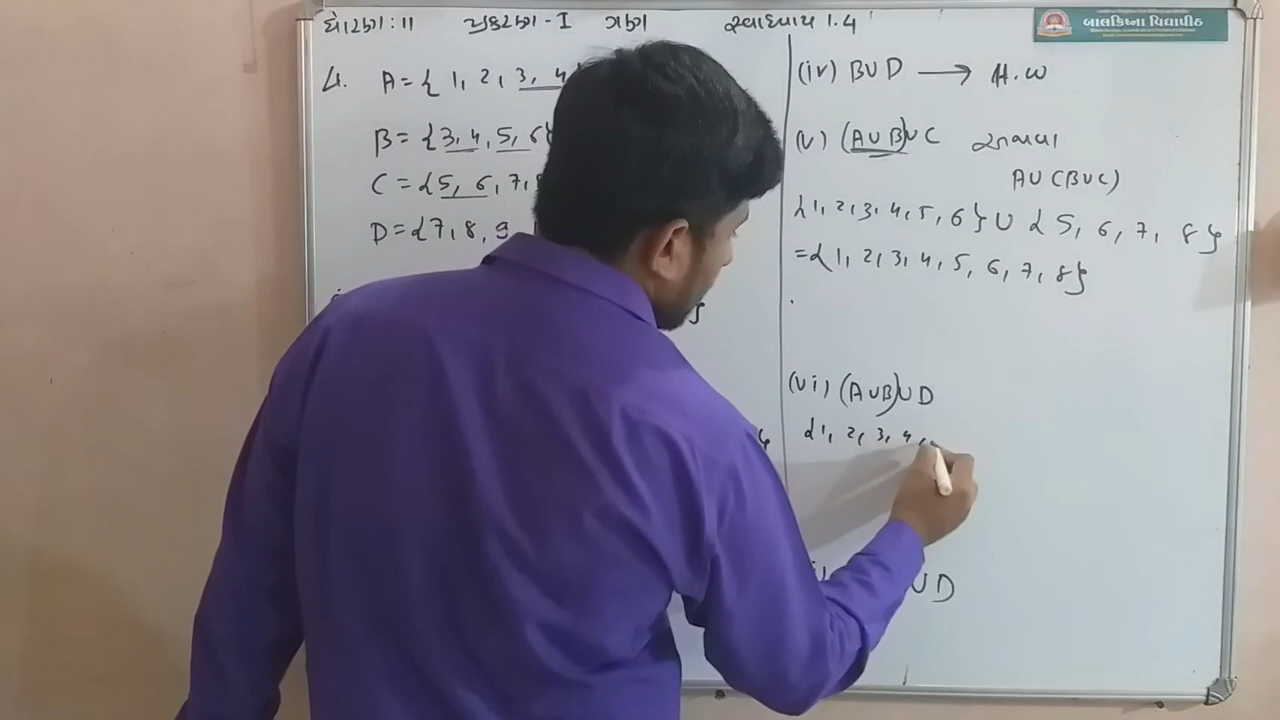 ધોરણ : 11 પ્રકરણ - I ગણ સ્વાધ્યાય 1.4
4. A = { 1, 2, 3, 4
B = {3, 4, 5, 6}
C = {5, 6, 7, 8
D = {7, 8, 9,
(iv) B∪D ⟶ H.W
(v) (A∪B)∪C અથવા
A∪(B∪C)
{1, 2, 3, 4, 5, 6}∪ {5, 6, 7, 8}
= {1, 2, 3, 4, 5, 6, 7, 8}
(vi) (A∪B)∪D
{1, 2, 3, 4,
∪D
બાલકિષ્ના વિદ્યાપીઠ